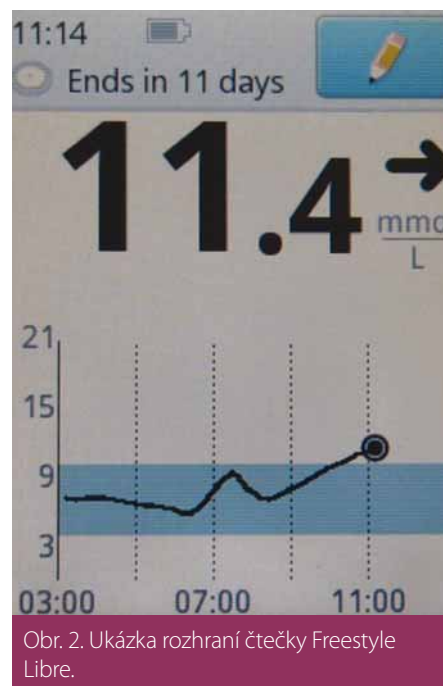 11:14
Ends in 11 days
11.4
mmo
L
21
15
9
3
03:00 07:00 11:00
Obr. 2. Ukázka rozhraní čtečky Freestyle
Libre.